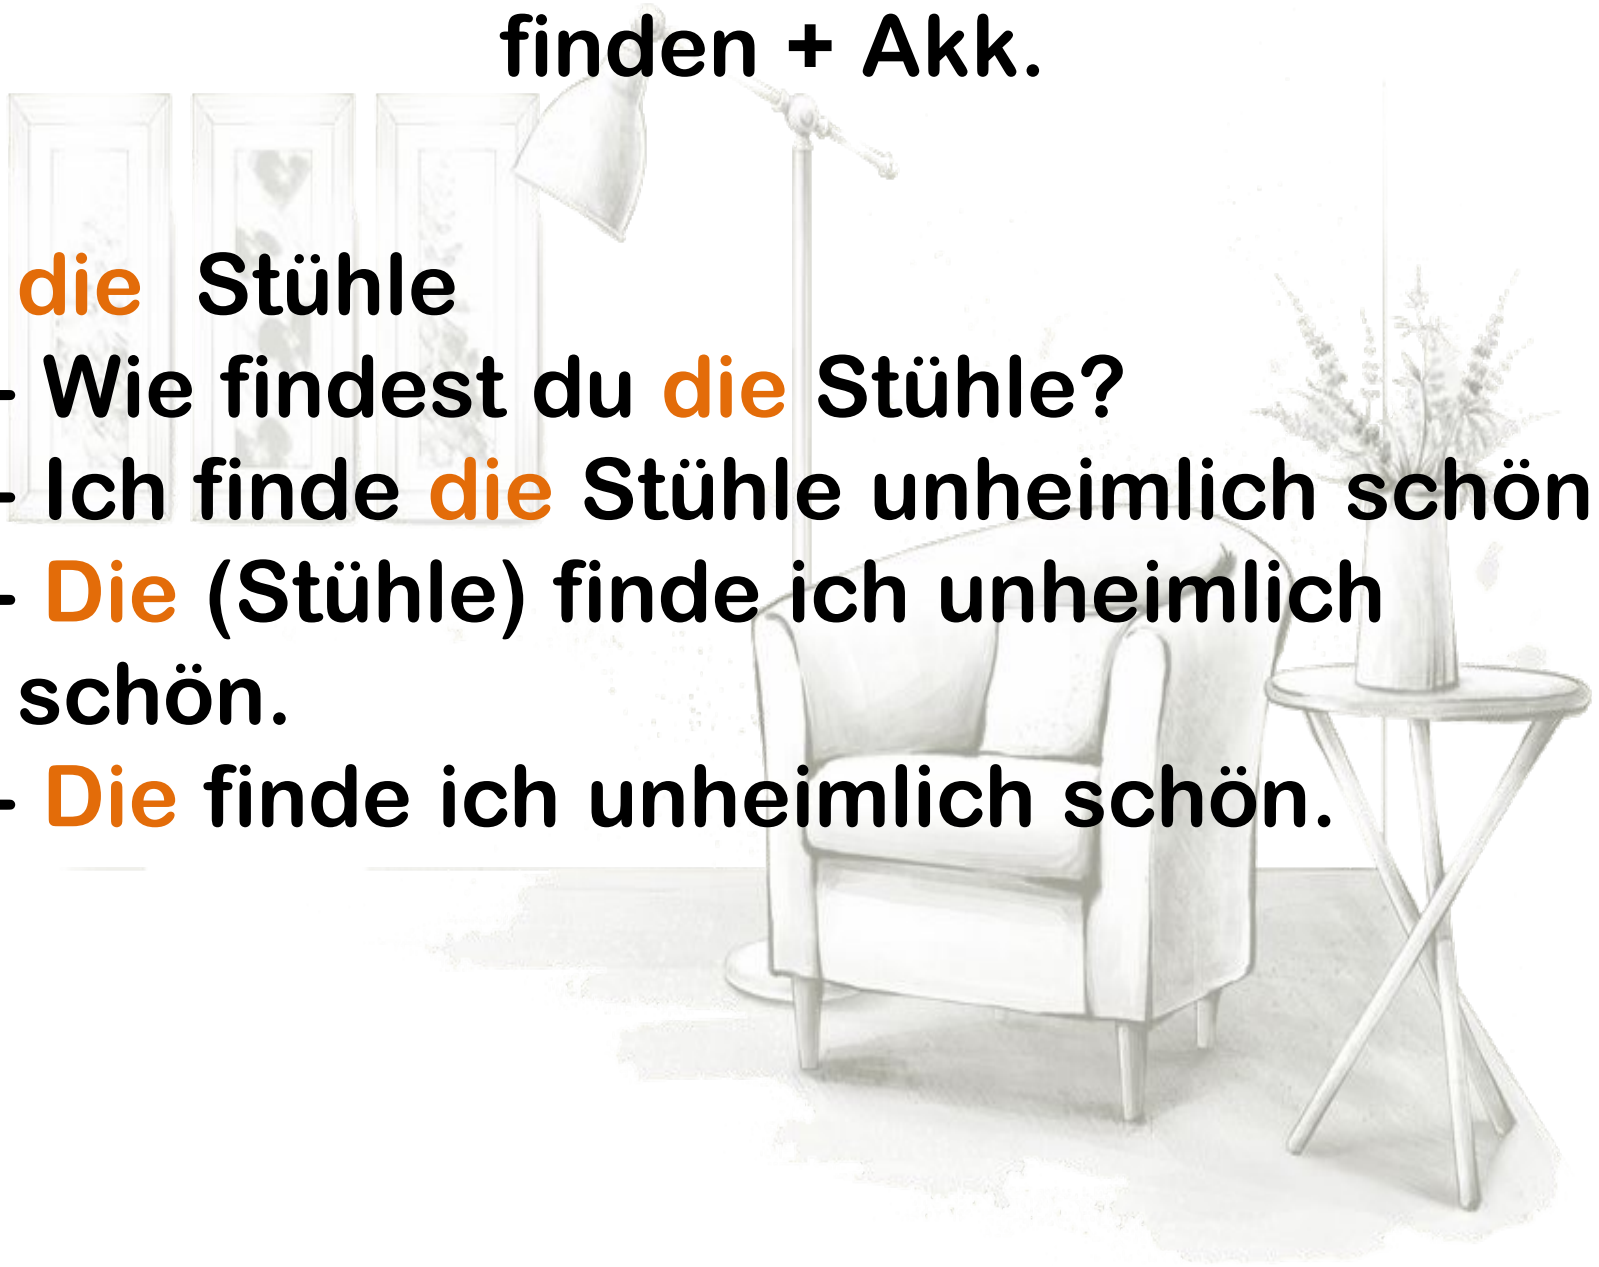 finden + Akk.
die Stühle
- Wie findest du die Stühle?
- Ich finde die Stühle unheimlich schön
- Die (Stühle) finde ich unheimlich
schön.
- Die finde ich unheimlich schön.